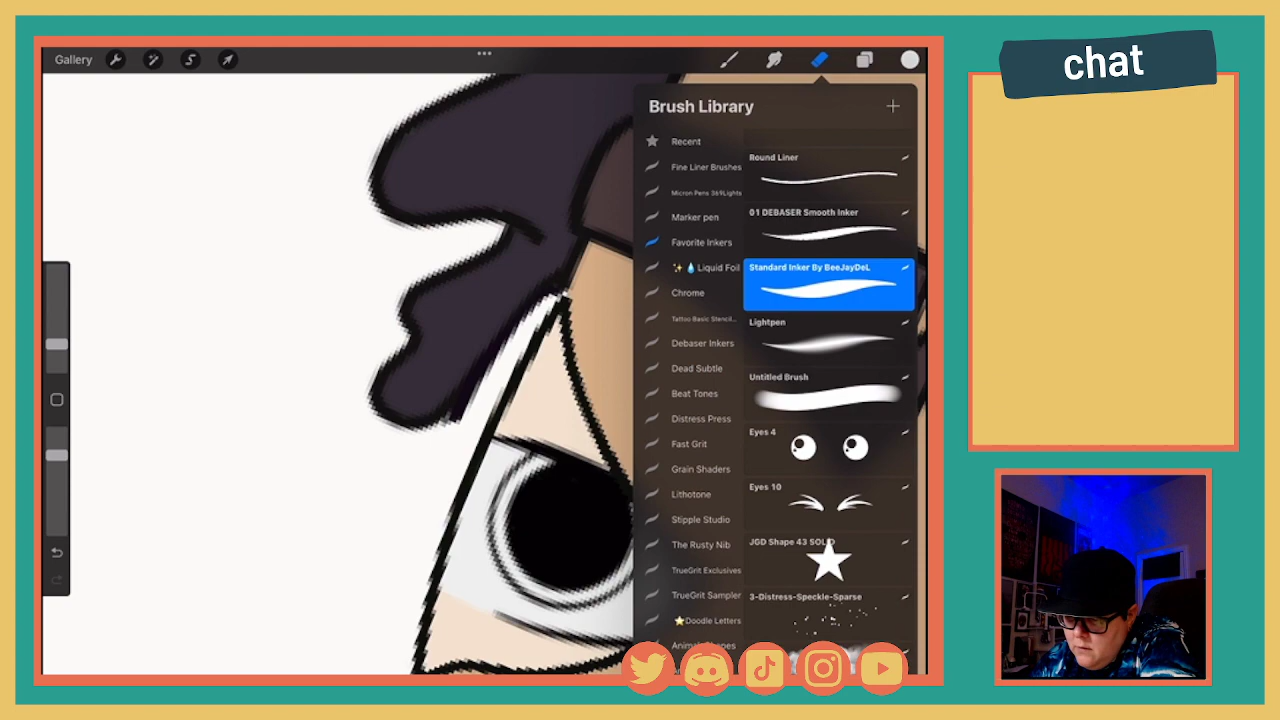 Gallery
chat
Brush Library
Recent
Fine Liner Brushes
Micron Pens 369Lights
Marker pen
Favorite Inkers
✨💧 Liquid Foil
Chrome
Tattoo Basic Stencil...
Debaser Inkers
Dead Subtle
Beat Tones
Distress Press
Fast Grit
Grain Shaders
Lithotone
Stipple Studio
The Rusty Nib
TrueGrit Exclusives
TrueGrit Sampler
⭐Doodle Letters
Round Liner
01 DEBASER Smooth Inker
Standard Inker By BeeJayDeL
Lightpen
Untitled Brush
Eyes 4
Eyes 10
JGD Shape 43 SOLID
3-Distress-Speckle-Sparse